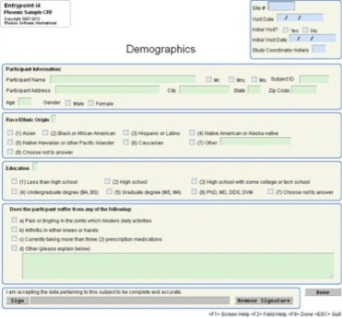 Entrypoint i4
Phoenix Sample CRF
Copyright 2007-2012
Phoenix Software International
Site #
Visit Date / /
Initial Visit? Yes No
Initial Visit Date / /
Study Coordinator Initials
Demographics
Participant Information:
Participant Name Mr. Mrs. Ms. Subject ID
Participant Address City State Zip Code
Age Gender Male Female
Race/Ethnic Origin
(1) Asian (2) Black or African American (3) Hispanic or Latino (4) Native American or Alaska native
(5) Native Hawaiian or other Pacific Islander (6) Caucasian (7) Other
(8) Choose not to answer
Education
(1) Less than high school (2) High school (3) High school with some college or tech school
(4) Undergraduate degree (BA, BS) (5) Graduate degree (MS, MA) (6) PhD, MD, DDS, DVM (7) Choose not to answer
Does the participant suffer from any of the following:
a) Pain or tingling in the joints which hinders daily activities
b) Arthritis in either knees or hands
c) Currently taking more than three (3) prescription medications
d) Other (please explain below)
I am accepting the data pertaining to this subject to be complete and accurate.
Done
Sign Remove Signature
<F1> Screen Help <F2> Field Help <F9> Done <ESC> Quit